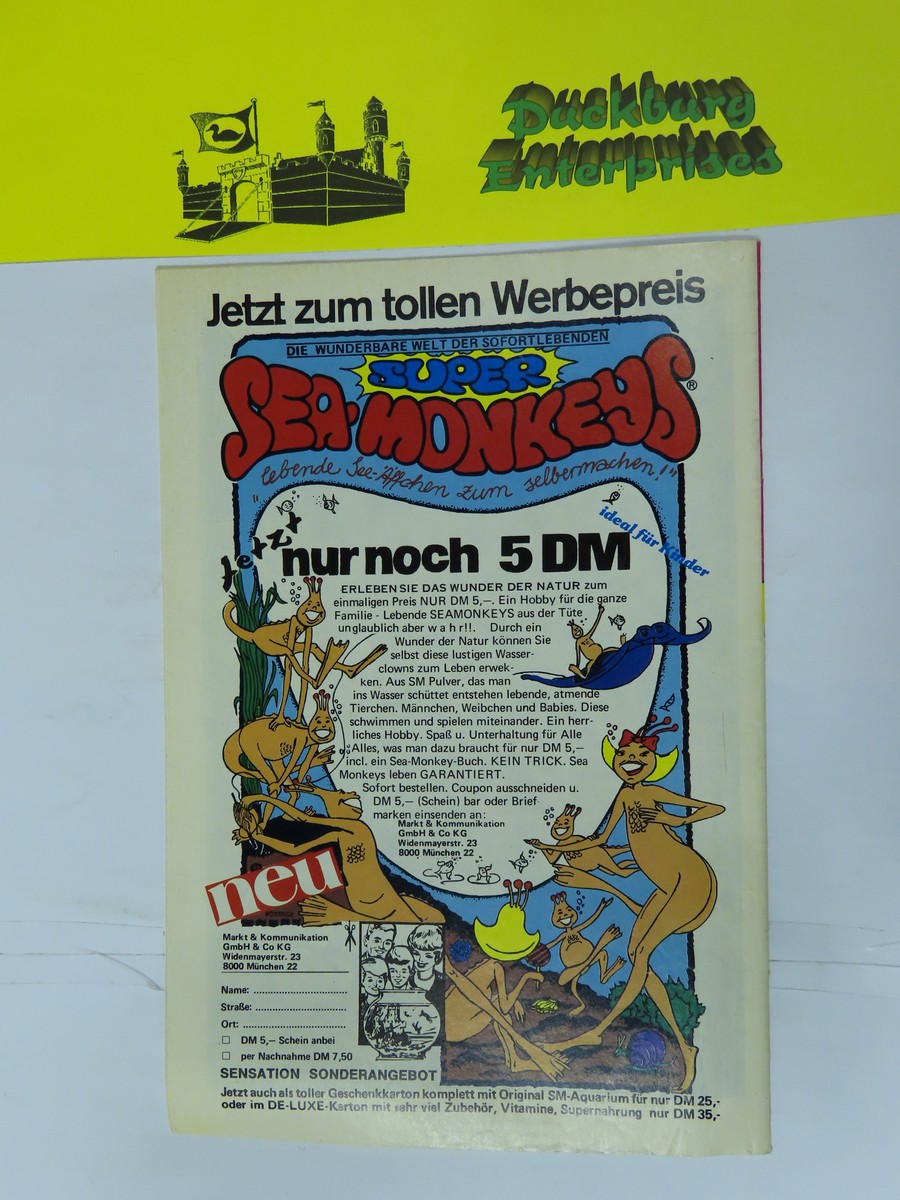 Duckburg
Enterprises
Jetzt zum tollen Werbepreis
DIE WUNDERBARE WELT DER SOFORTLEBENDEN
SUPER
SEA-MONKEYS®
"lebende See-Äffchen zum selbermachen!"
ideal für Kinder
Jetzt
nur noch 5 DM
ERLEBEN SIE DAS WUNDER DER NATUR zum
einmaligen Preis NUR DM 5,—. Ein Hobby für die ganze
Familie - Lebende SEAMONKEYS aus der Tüte
unglaublich aber w a h r!!. Durch ein
Wunder der Natur können Sie
selbst diese lustigen Wasser-
clowns zum Leben erwek-
ken. Aus SM Pulver, das man
ins Wasser schüttet entstehen lebende, atmende
Tierchen. Männchen, Weibchen und Babies. Diese
schwimmen und spielen miteinander. Ein herr-
liches Hobby. Spaß u. Unterhaltung für Alle
Alles, was man dazu braucht für nur DM 5,—
incl. ein Sea-Monkey-Buch. KEIN TRICK. Sea
Monkeys leben GARANTIERT.
Sofort bestellen. Coupon ausschneiden u.
DM 5,— (Schein) bar oder Brief-
marken einsenden an:
Markt & Kommunikation
GmbH & Co KG
Widenmayerstr. 23
8000 München 22
neu
Markt & Kommunikation
GmbH & Co KG
Widenmayerstr. 23
8000 München 22
Name: ..............................
Straße: .............................
Ort: .................................
☐ DM 5,— Schein anbei
☐ per Nachnahme DM 7,50
SENSATION SONDERANGEBOT
Jetzt auch als toller Geschenkkarton komplett mit Original SM-Aquarium für nur DM 25,-
oder im DE-LUXE-Karton mit sehr viel Zubehör, Vitamine, Supernahrung nur DM 35,-